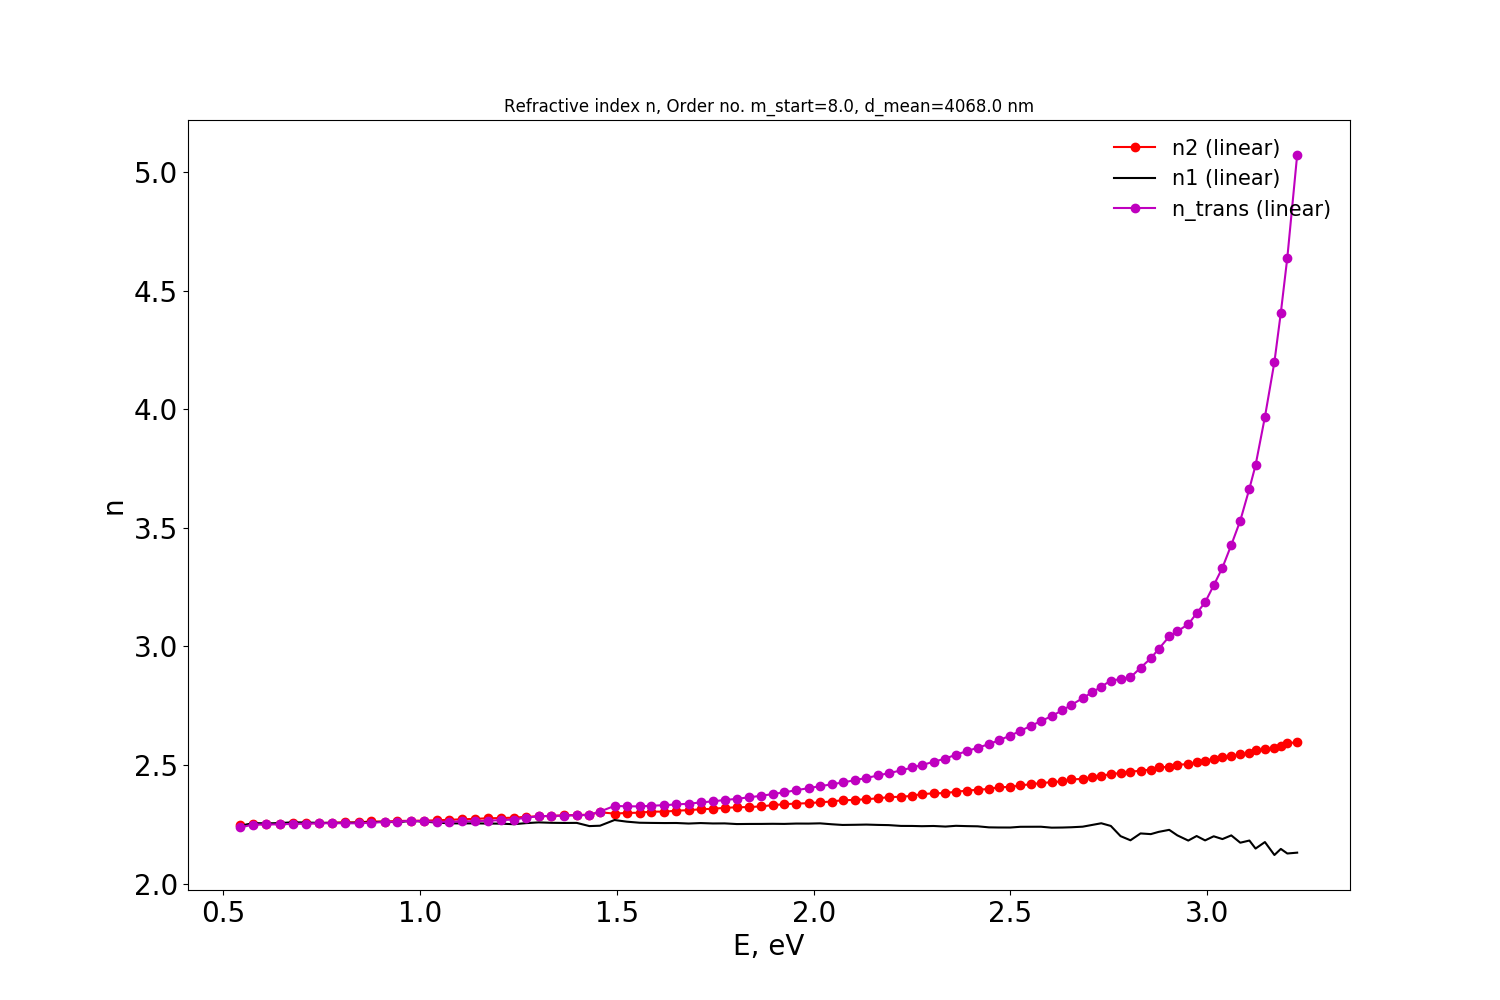 Refractive index n, Order no. m_start=8.0, d_mean=4068.0 nm
n2 (linear)
n1 (linear)
n_trans (linear)
5.0
4.5
4.0
3.5
3.0
2.5
2.0
n
0.5 1.0 1.5 2.0 2.5 3.0
E, eV